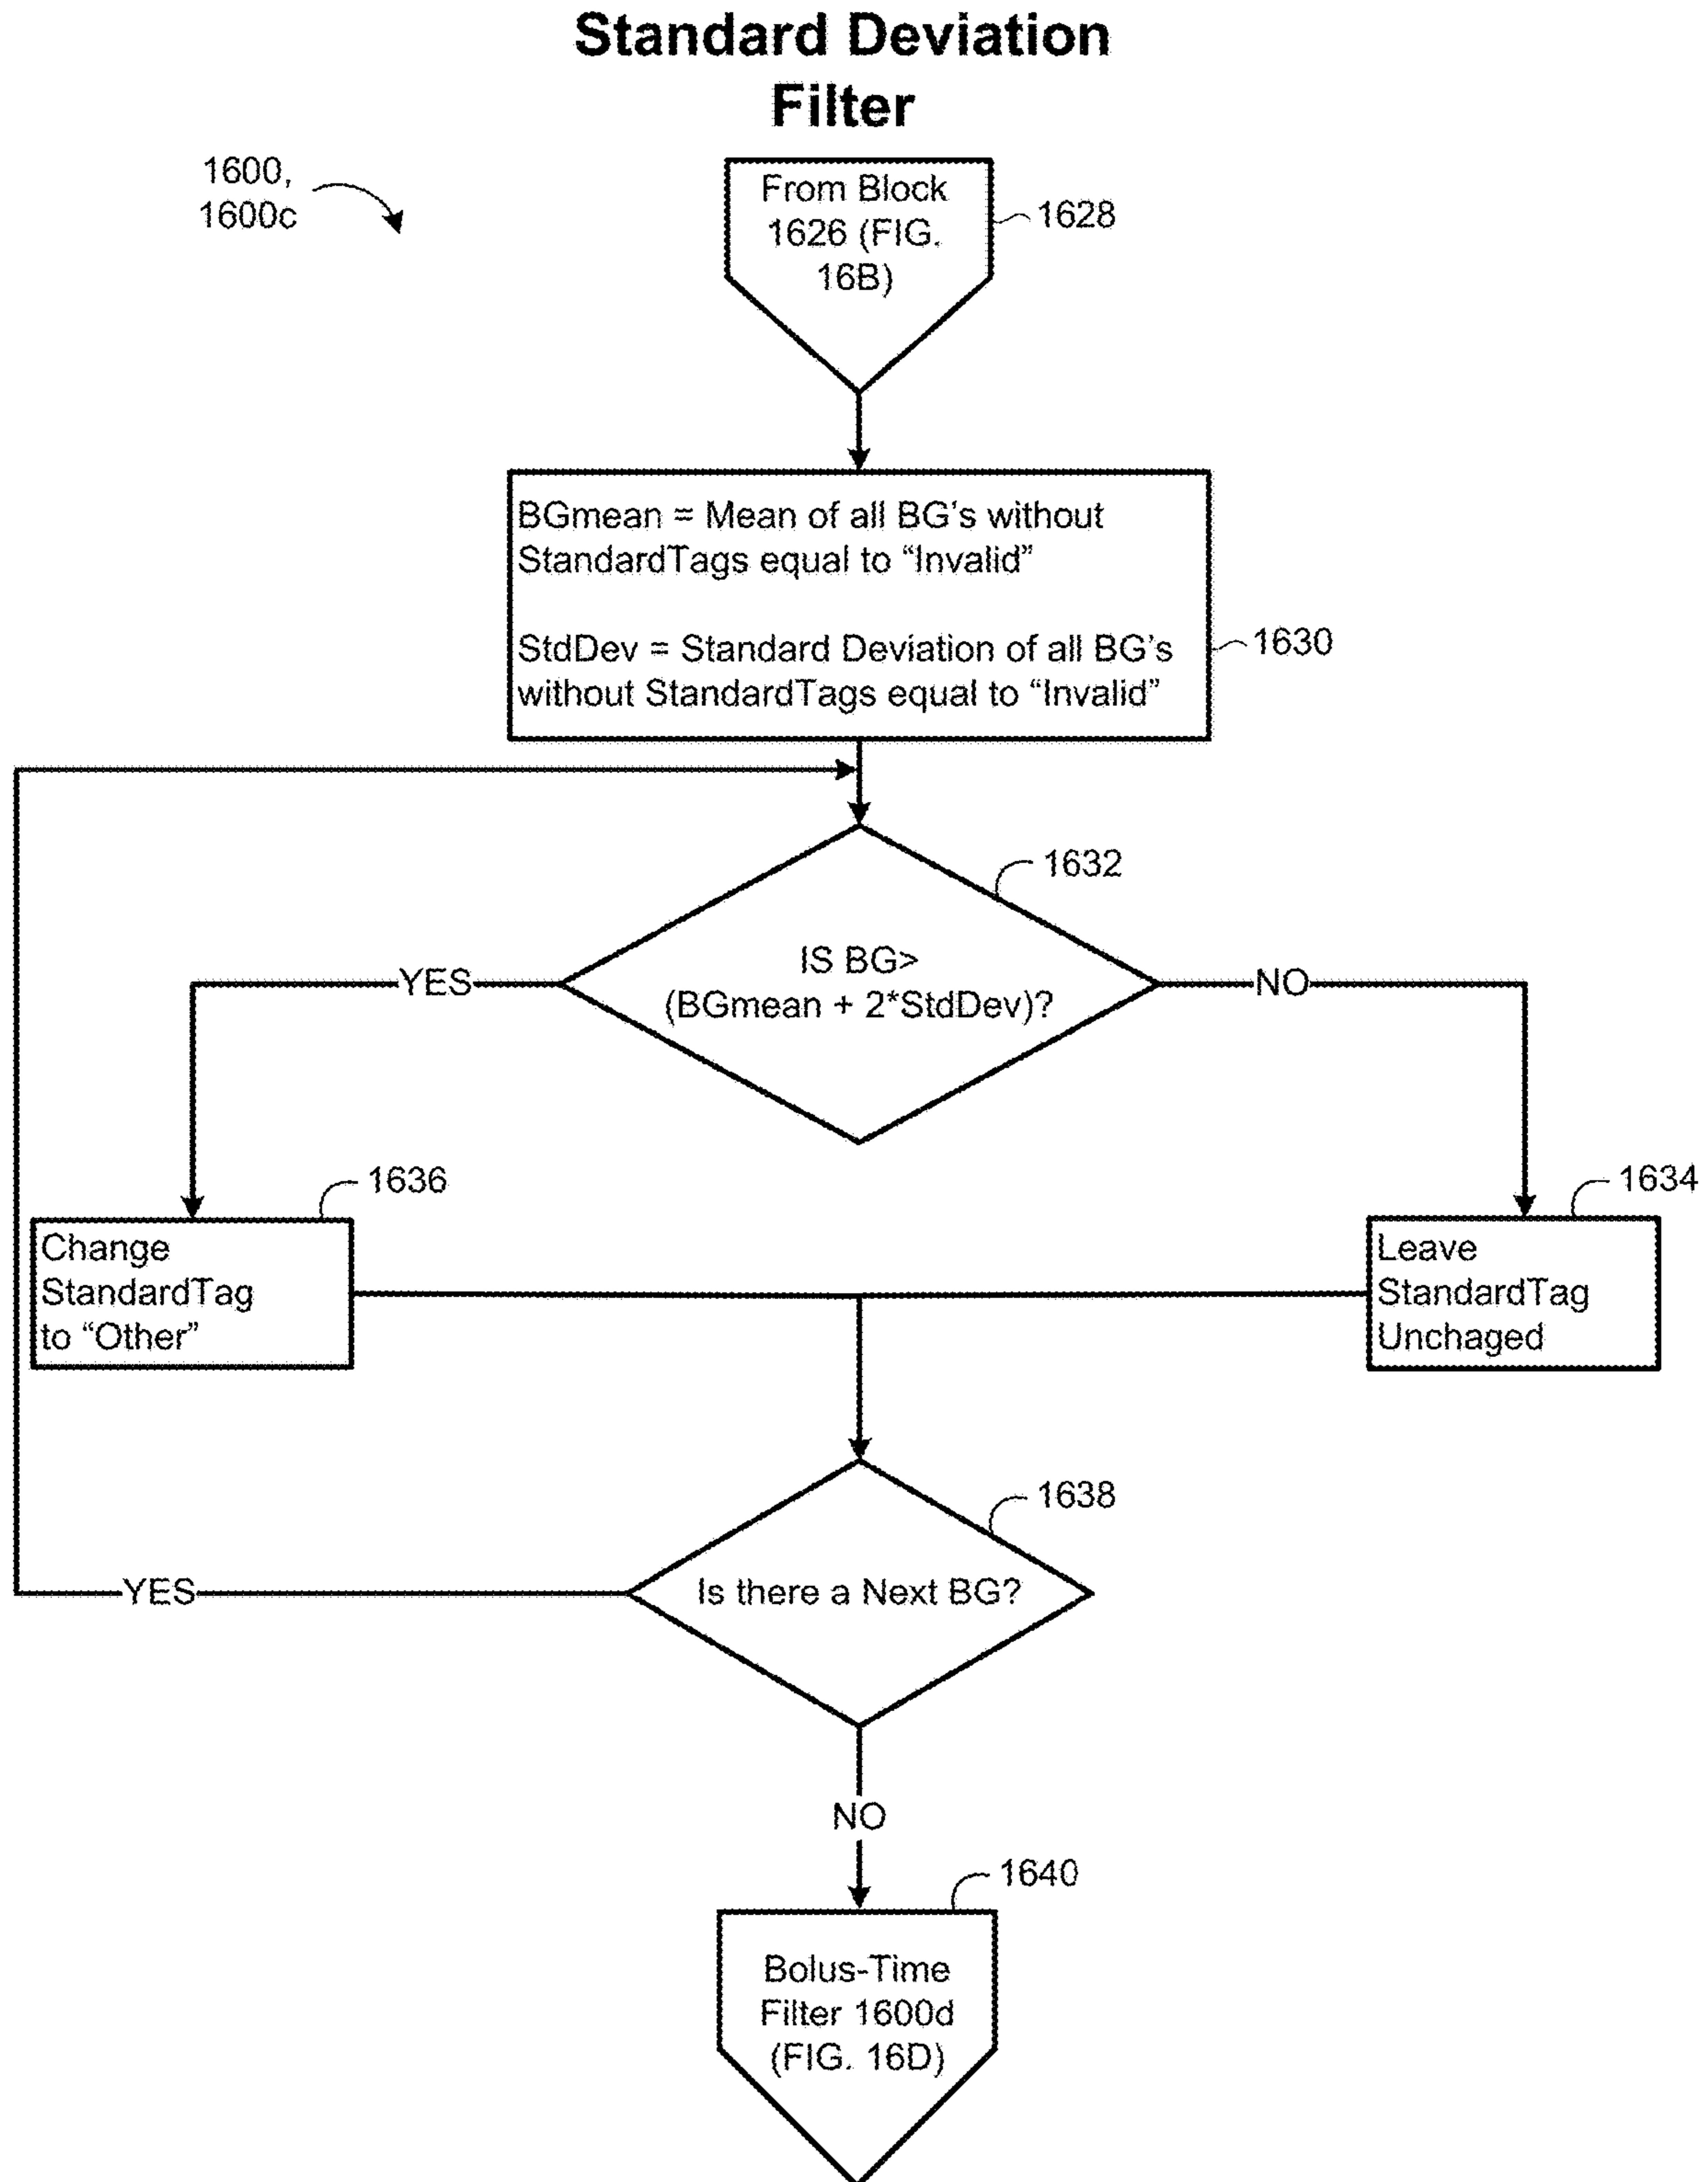 Standard Deviation
Filter
1600,
1600c
From Block
1626 (FIG.
16B)
1628
BGmean = Mean of all BG's without
StandardTags equal to “Invalid”
StdDev = Standard Deviation of all BG's
without StandardTags equal to “Invalid”
1630
1632
IS BG>
(BGmean + 2*StdDev)?
YES
NO
1636
Change
StandardTag
to “Other”
1634
Leave
StandardTag
Unchaged
1638
Is there a Next BG?
YES
NO
1640
Bolus-Time
Filter 1600d
(FIG. 16D)